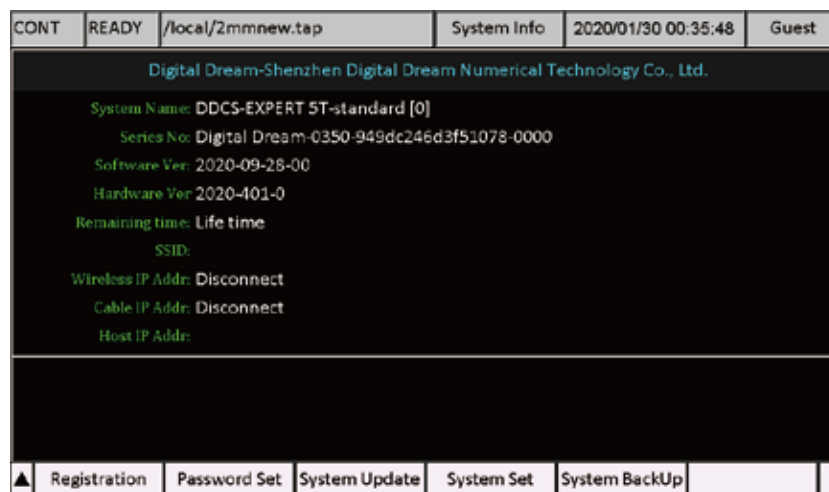 CONT READY /local/2mmnew.tap System Info 2020/01/30 00:35:48 Guest
Digital Dream-Shenzhen Digital Dream Numerical Technology Co., Ltd.
System Name: DDCS-EXPERT 5T-standard [0]
Series No: Digital Dream-0350-949dc246d3f51078-0000
Software Ver: 2020-09-28-00
Hardware Ver 2020-401-0
Remaining time: Life time
SSID:
Wireless IP Addr: Disconnect
Cable IP Addr: Disconnect
Host IP Addr:
▲ Registration Password Set System Update System Set System BackUp